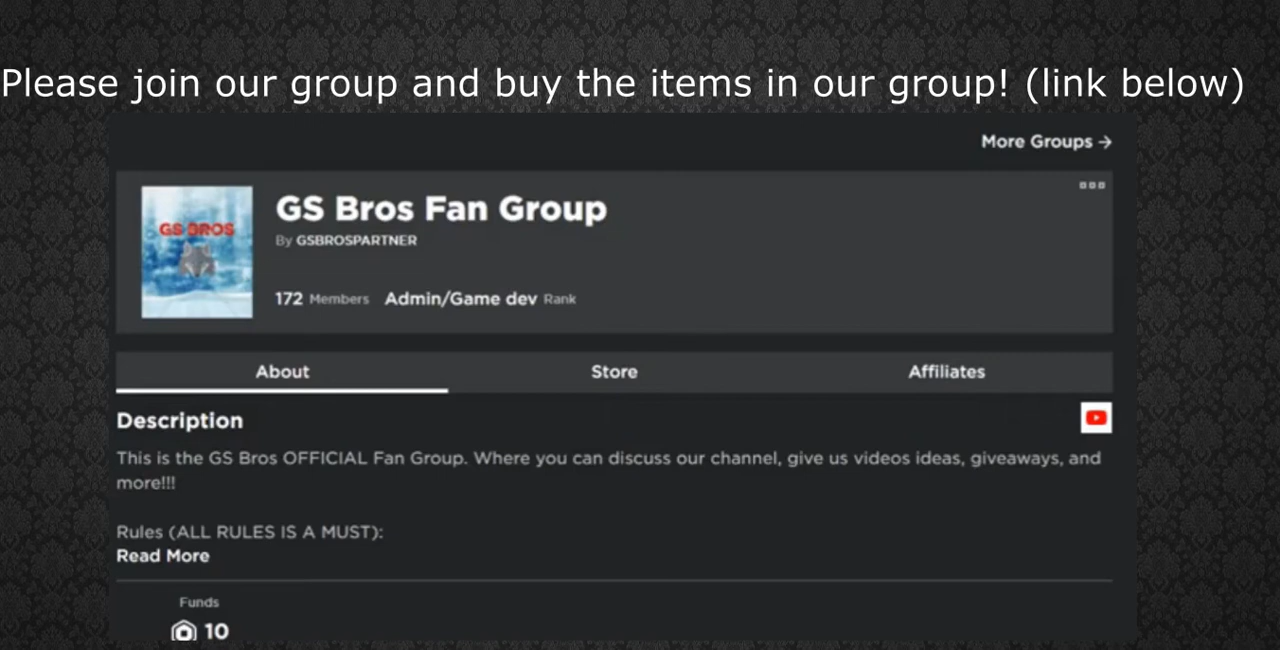 Please join our group and buy the items in our group! (link below)
More Groups →
GS BROS
GS Bros Fan Group
By GSBROSPARTNER
172 Members Admin/Game dev Rank
About Store Affiliates
Description
This is the GS Bros OFFICIAL Fan Group. Where you can discuss our channel, give us videos ideas, giveaways, and
more!!!
Rules (ALL RULES IS A MUST):
Read More
Funds
10